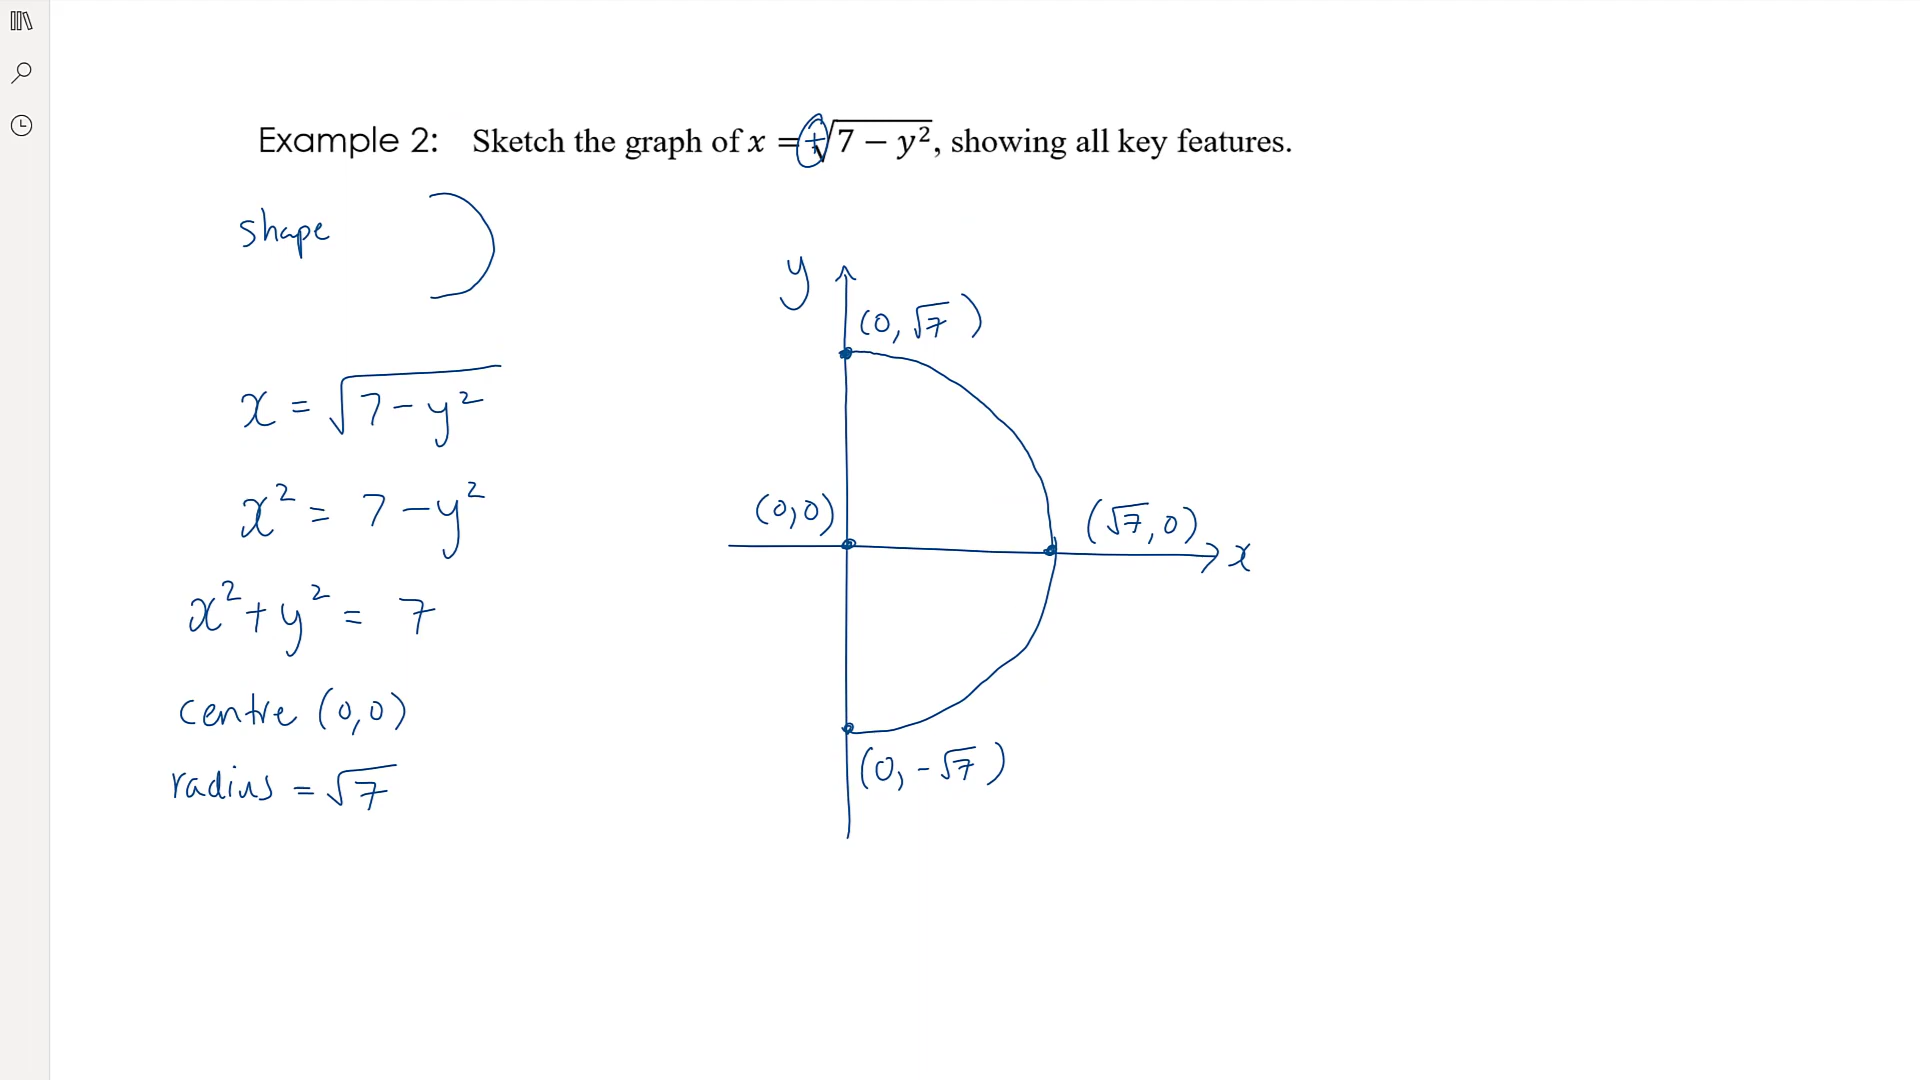 Example 2: Sketch the graph of x = +√7 − y², showing all key features.
shape
y
(0, √7)
x = √7 − y²
(0,0)
(√7, 0)
x² = 7 − y²
x
x² + y² = 7
centre (0,0)
(0, −√7)
radius = √7